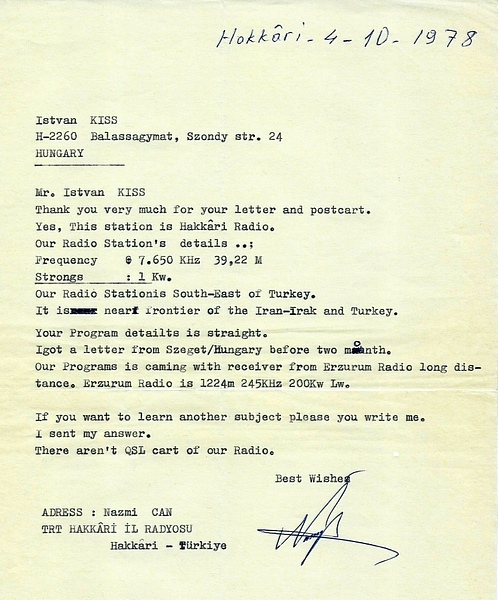 Hakkâri - 4 - 10 - 1978
Istvan KISS
H-2260 Balassagymat, Szondy str. 24
HUNGARY
Mr. Istvan KISS
Thank you very much for your letter and postcart.
Yes, This station is Hakkâri Radio.
Our Radio Station's details ..;
Frequency : 7.650 KHz 39,22 M
Strongs : 1 Kw.
Our Radio Stationis South-East of Turkey.
It is near frontier of the Iran-Irak and Turkey.
Your Program detailts is straight.
Igot a letter from Szeget/Hungary before two month.
Our Programs is caming with receiver from Erzurum Radio long dis-
tance. Erzurum Radio is 1224m 245KHz 200Kw Lw.
If you want to learn another subject please you write me.
I sent my answer.
There aren't QSL cart of our Radio.
Best Wishes
ADRESS : Nazmi CAN
TRT HAKKÂRİ İL RADYOSU
Hakkâri - Türkiye